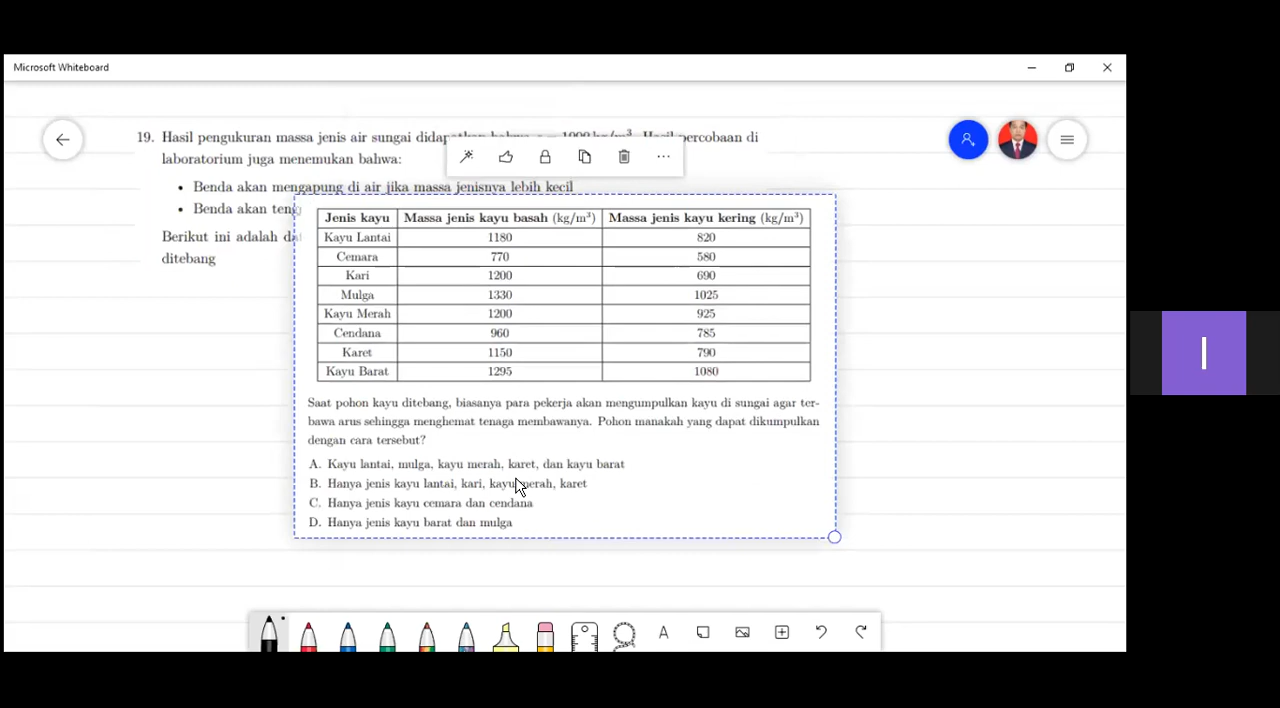 Microsoft Whiteboard
19. Hasil pengukuran massa jenis air sungai
percobaan di
laboratorium juga menemukan bahwa:
• Benda akan mengapung di air jika massa jenisnya lebih kecil
• Benda akan
Berikut ini adalah
ditebang
Jenis kayu Massa jenis kayu basah (kg/m³) Massa jenis kayu kering (kg/m³)
Kayu Lantai 1180 820
Cemara 770 580
Kari 1200 690
Mulga 1330 1025
Kayu Merah 1200 925
Cendana 960 785
Karet 1150 790
Kayu Barat 1295 1080
Saat pohon kayu ditebang, biasanya para pekerja akan mengumpulkan kayu di sungai agar ter-
bawa arus sehingga menghemat tenaga membawanya. Pohon manakah yang dapat dikumpulkan
dengan cara tersebut?
A. Kayu lantai, mulga, kayu merah, karet, dan kayu barat
B. Hanya jenis kayu lantai, kari, kayu merah, karet
C. Hanya jenis kayu cemara dan cendana
D. Hanya jenis kayu barat dan mulga
A
I